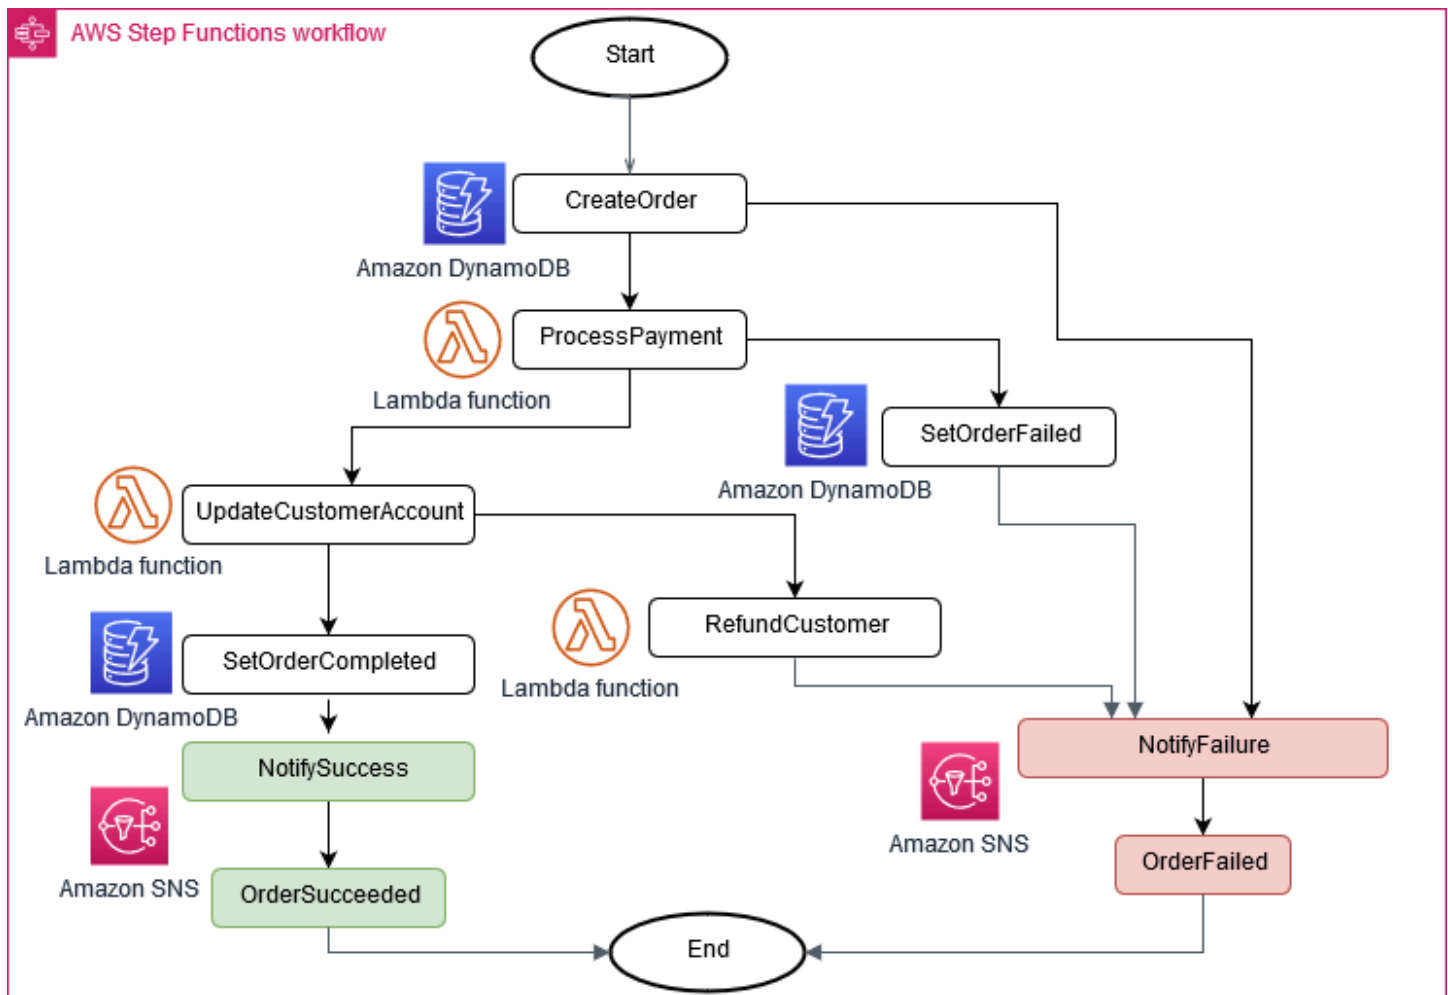 AWS Step Functions workflow
Start
CreateOrder
Amazon DynamoDB
ProcessPayment
Lambda function
SetOrderFailed
Amazon DynamoDB
UpdateCustomerAccount
Lambda function
RefundCustomer
Lambda function
SetOrderCompleted
Amazon DynamoDB
NotifyFailure
NotifySuccess
Amazon SNS
OrderFailed
Amazon SNS
OrderSucceeded
End